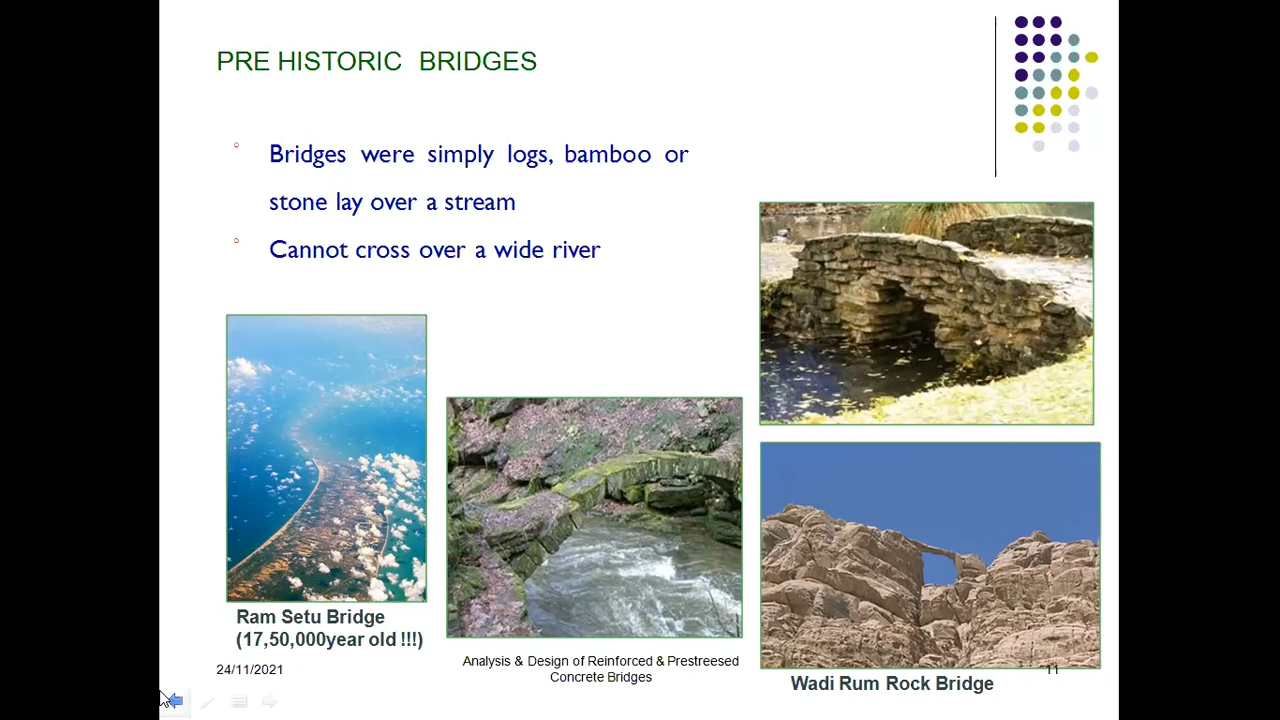 PRE HISTORIC BRIDGES
Bridges were simply logs, bamboo or
stone lay over a stream
Cannot cross over a wide river
Ram Setu Bridge
(17,50,000year old !!!)
24/11/2021
Analysis & Design of Reinforced & Prestreesed
Concrete Bridges
11
Wadi Rum Rock Bridge